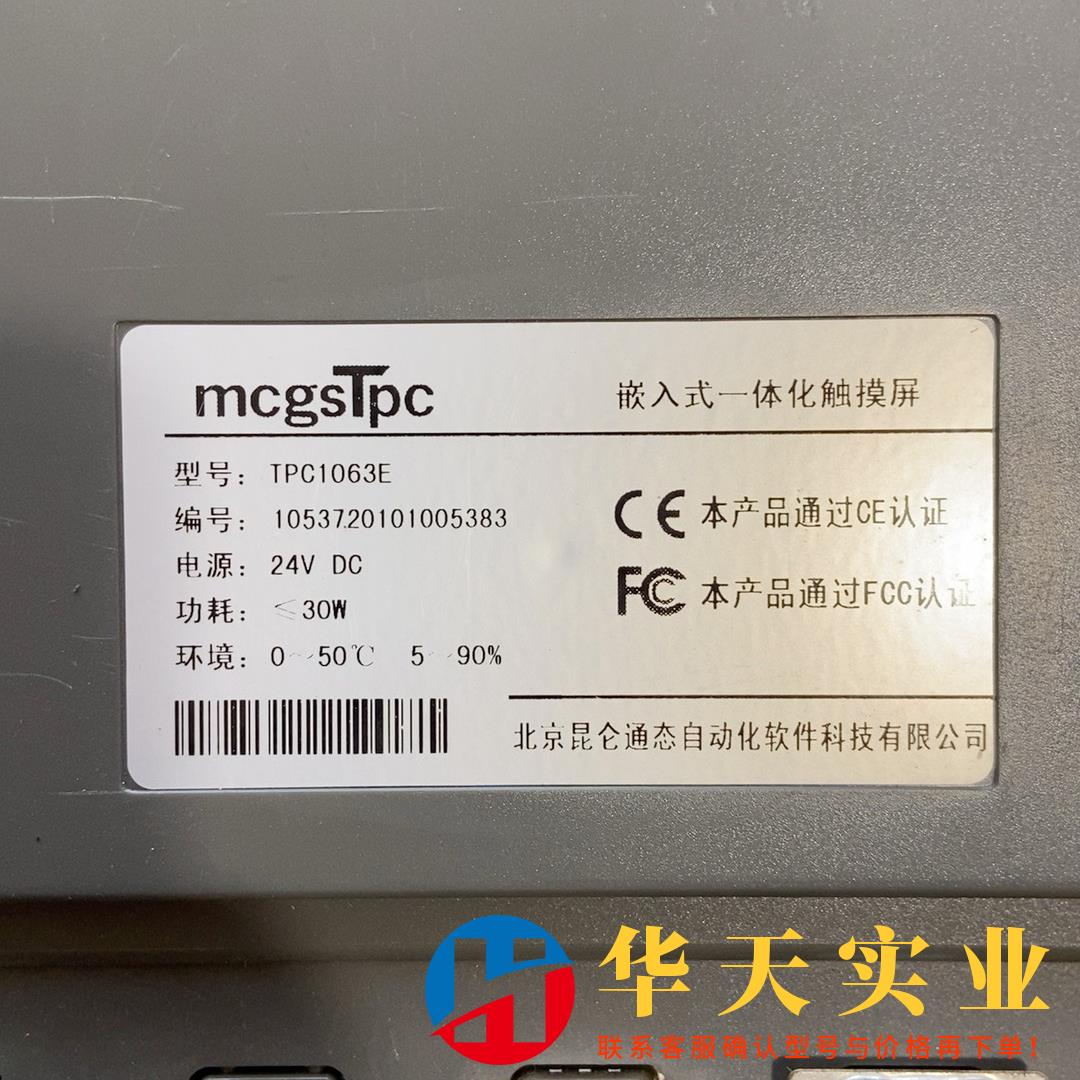 mcgsTpc
嵌入式一体化触摸屏
型号: TPC1063E
编号: 10537.20101005383
电源: 24V DC
功耗: ≤30W
环境: 0~50℃ 5~90%
CE 本产品通过CE认证
FC 本产品通过FCC认证
北京昆仑通态自动化软件科技有限公司
华天实业
联系客服确认型号与价格再下单!